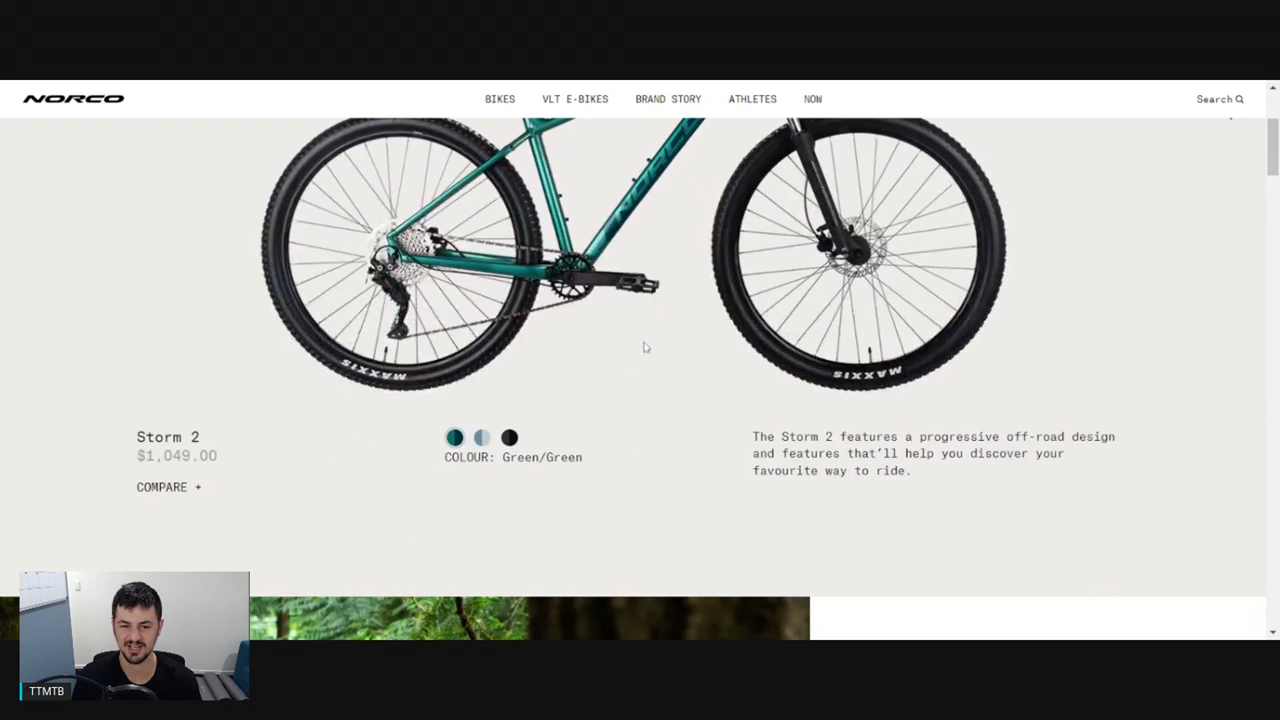 NORCO
BIKES
VLT E-BIKES
BRAND STORY
ATHLETES
NOW
Search
NORCO
MAXXIS
MAXXIS
Storm 2
$1,049.00
COMPARE +
COLOUR: Green/Green
The Storm 2 features a progressive off-road design
and features that'll help you discover your
favourite way to ride.
TTMTB